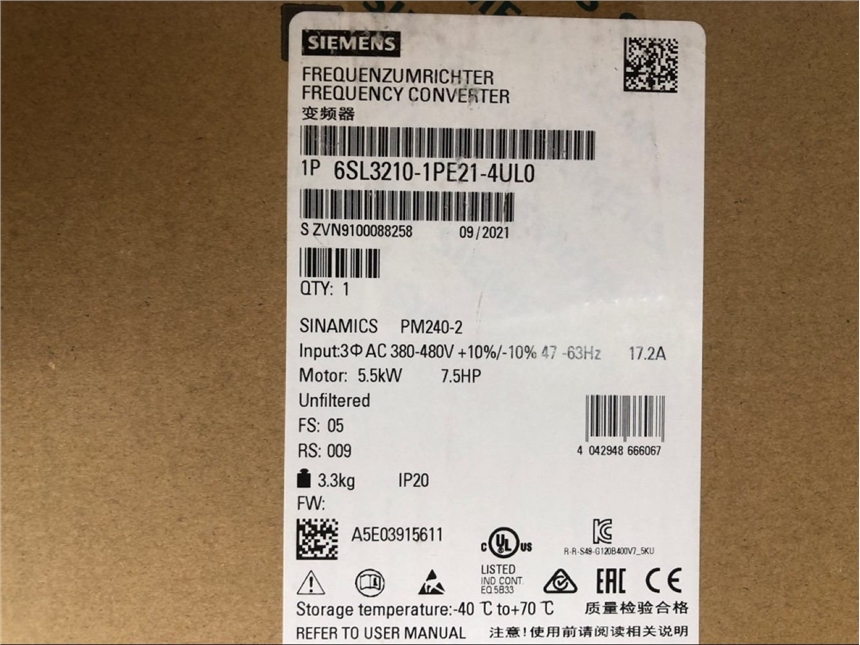 SIEMENS
FREQUENZUMRICHTER
FREQUENCY CONVERTER
变频器
1P 6SL3210-1PE21-4UL0
S ZVN9100088258 09/2021
QTY: 1
SINAMICS PM240-2
Input:3Φ AC 380-480V +10%/-10% 47 -63Hz 17.2A
Motor: 5.5kW 7.5HP
Unfiltered
FS: 05
RS: 009
4 042948 666067
3.3kg IP20
FW:
A5E03915611
c UL US
LISTED
IND CONT.
EQ.5B33
R-R-S49-G120B400V7_5KU
EAC CE
Storage temperature:-40 ℃ to+70 ℃ 质量检验合格
REFER TO USER MANUAL 注意!使用前请阅读相关说明